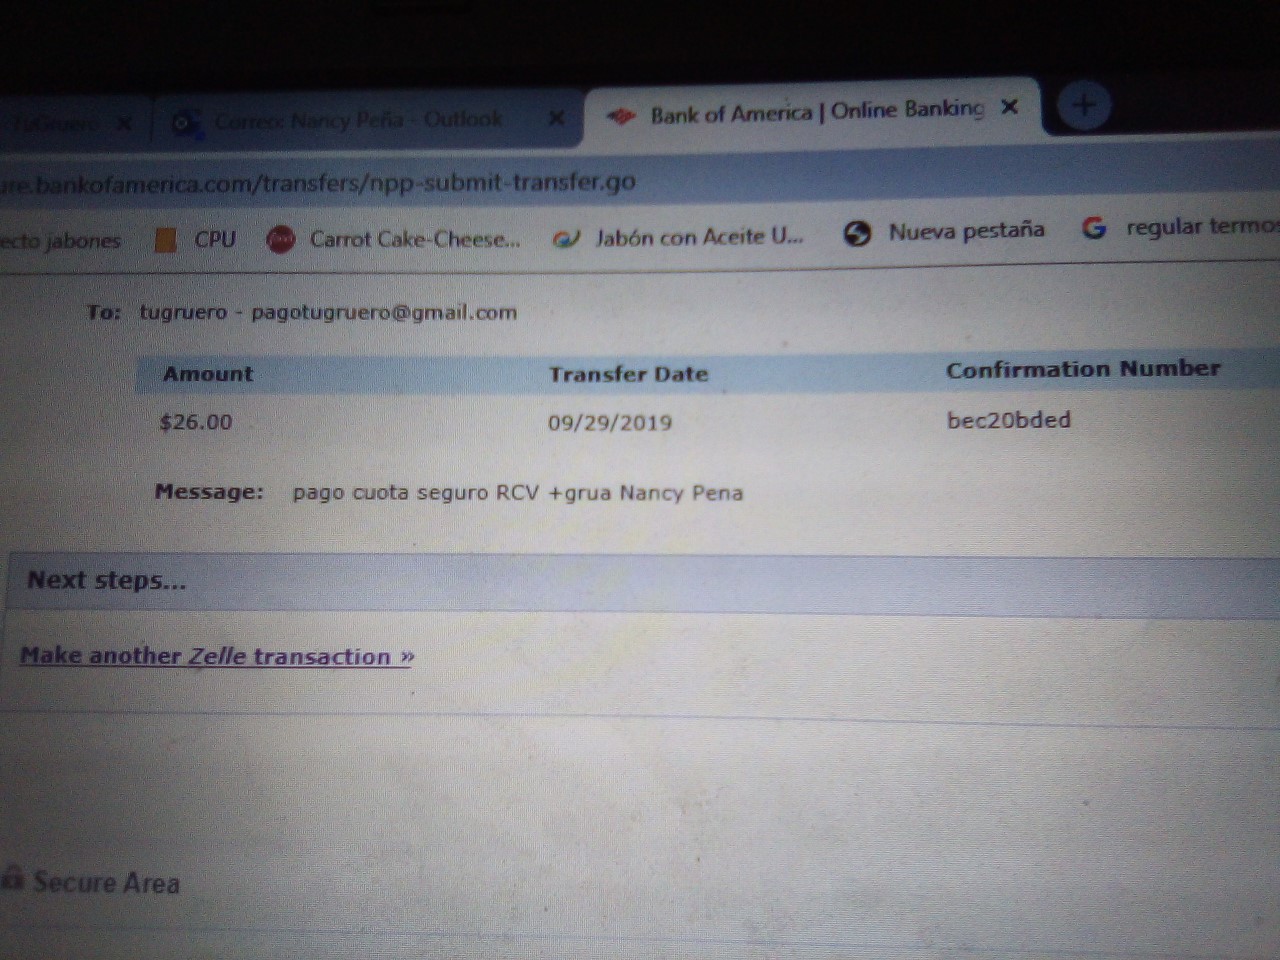 TuGruero
Correo: Nancy Peña - Outlook
Bank of America | Online Banking
ure.bankofamerica.com/transfers/npp-submit-transfer.go
ecto jabones CPU Carrot Cake-Cheese... Jabón con Aceite U... Nueva pestaña regular termo
To: tugruero - pagotugruero@gmail.com
Amount Transfer Date Confirmation Number
$26.00 09/29/2019 bec20bded
Message: pago cuota seguro RCV +grua Nancy Pena
Next steps...
Make another Zelle transaction »
Secure Area